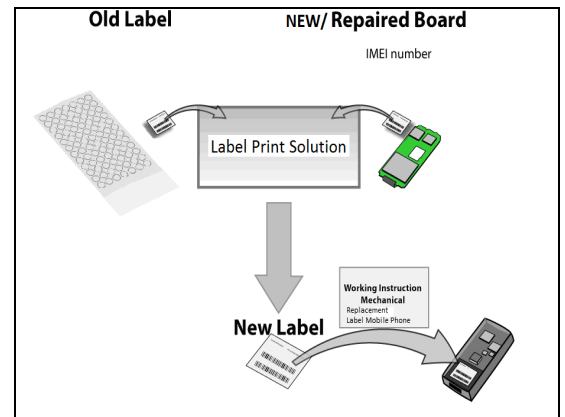 Old Label
NEW/ Repaired Board
IMEI number
Label Print Solution
Working Instruction
Mechanical
Replacement
Label Mobile Phone
New Label